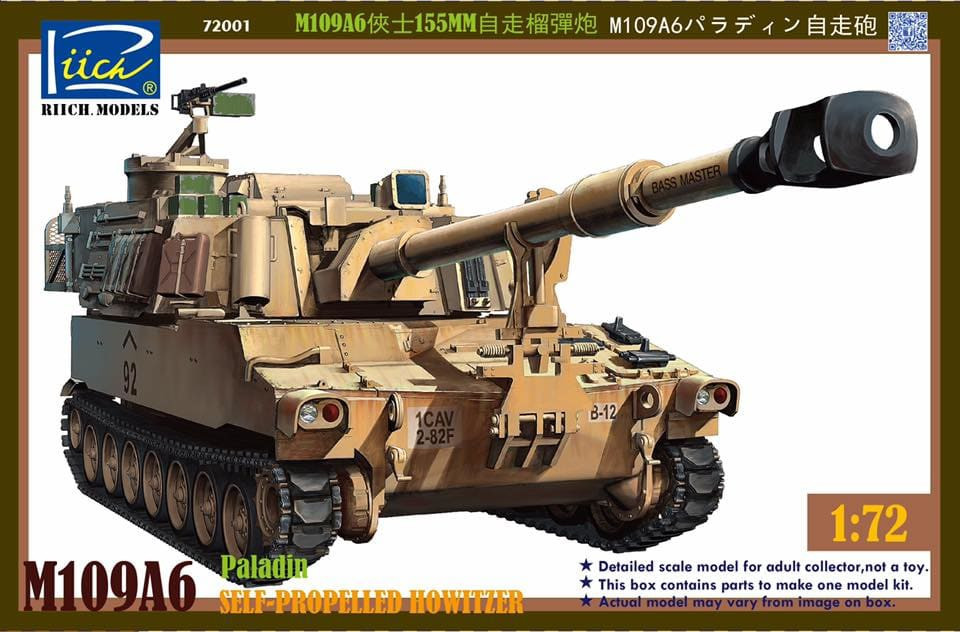 Riich®
RIICH.MODELS
72001
M109A6俠士155MM自走榴彈炮
M109A6パラディン自走砲
BASS MASTER
92
1CAV
2-82F
B-12
1:72
M109A6
Paladin
SELF-PROPELLED HOWITZER
★ Detailed scale model for adult collector,not a toy.
★ This box contains parts to make one model kit.
★ Actual model may vary from image on box.